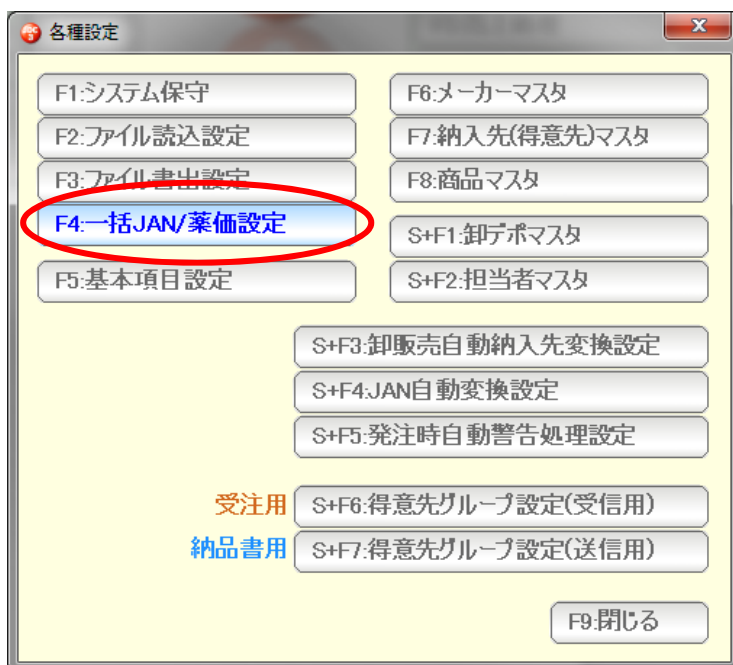 各種設定
F1:システム保守
F6:メーカーマスタ
F2:ファイル読込設定
F7:納入先(得意先)マスタ
F3:ファイル書出設定
F8:商品マスタ
F4:一括JAN/薬価設定
S+F1:卸デポマスタ
F5:基本項目設定
S+F2:担当者マスタ
S+F3:卸販売自動納入先変換設定
S+F4:JAN自動変換設定
S+F5:発注時自動警告処理設定
受注用 S+F6:得意先グループ設定(受信用)
納品書用 S+F7:得意先グループ設定(送信用)
F9:閉じる